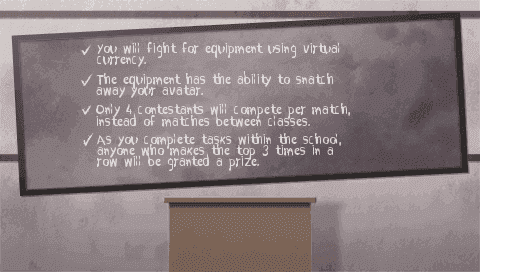 ✓ You will fight for equipment using virtual
currency.
✓ The equipment has the ability to snatch
away your avatar.
✓ Only 4 contestants will compete per match,
instead of matches between classes.
✓ As you complete tasks within the school,
anyone who makes the top 3 times in a
row will be granted a prize.